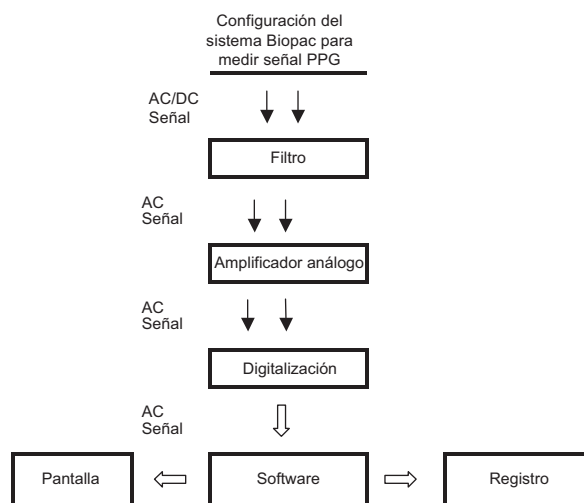 Configuración del
sistema Biopac para
medir señal PPG
AC/DC
Señal
Filtro
AC
Señal
Amplificador análogo
AC
Señal
Digitalización
AC
Señal
Pantalla
Software
Registro